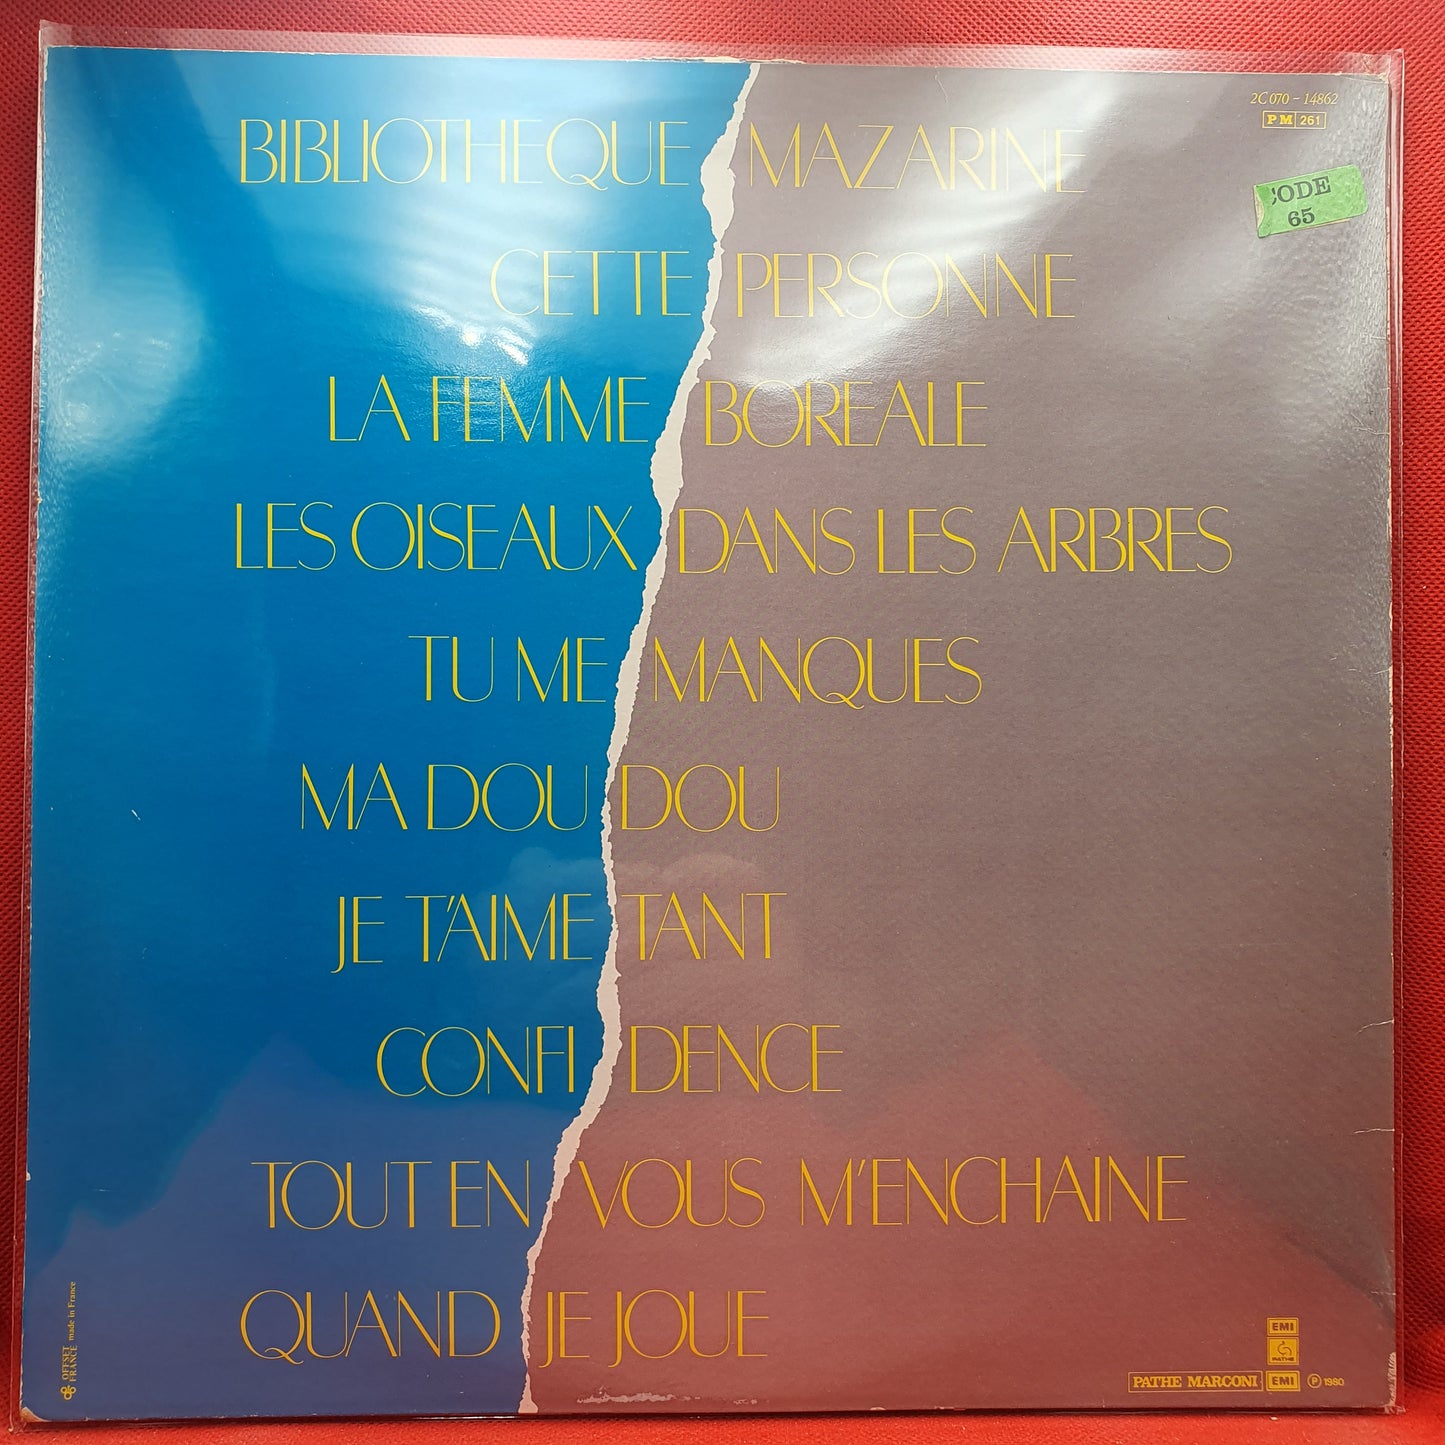 2C 070 - 14862
PM 261
CODE
65
BIBLIOTHEQUE MAZARINE
CETTE PERSONNE
LA FEMME BOREALE
LES OISEAUX DANS LES ARBRES
TU ME MANQUES
MA DOU DOU
JE T'AIME TANT
CONFI DENCE
TOUT EN VOUS M'ENCHAINE
QUAND JE JOUE
OFFSET
FRANCE made in France
EMI
PATHE
PATHE MARCONI EMI Ⓟ 1980